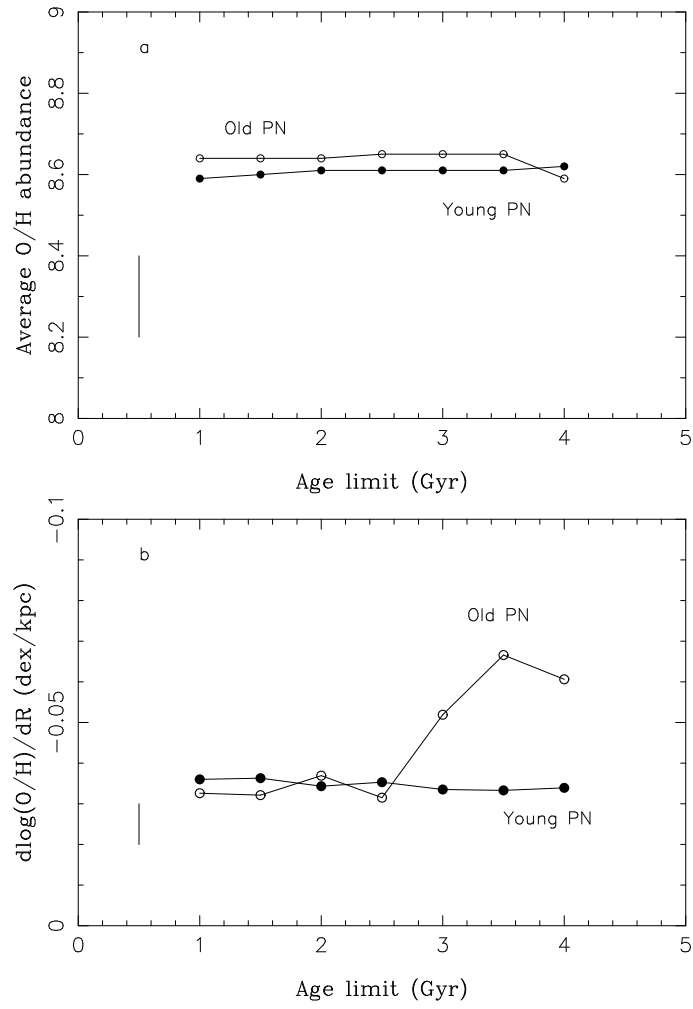 9
a
8.8
Old PN
8.6
Young PN
8.4
8.2
8
Average O/H abundance
0 1 2 3 4 5
Age limit (Gyr)
−0.1
b
Old PN
−0.05
Young PN
0
dlog(O/H)/dR (dex/kpc)
0 1 2 3 4 5
Age limit (Gyr)